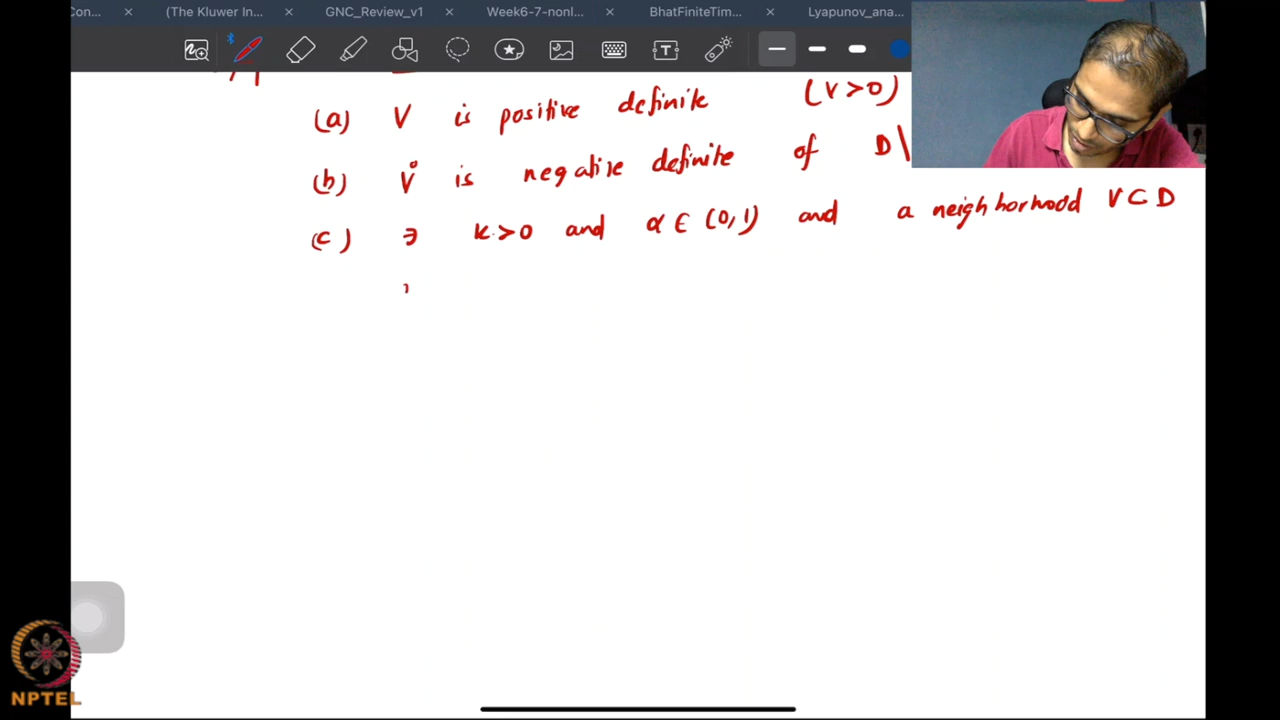 Con... (The Kluwer In... GNC_Review_v1 Week6-7-nonl... BhatFiniteTim... Lyapunov_ana...
(a) V is positive definite (V>0)
(b) V̇ is negative definite of D\
(c) ∃ k>0 and α ∈ (0,1) and a neighborhood V⊂D
NPTEL